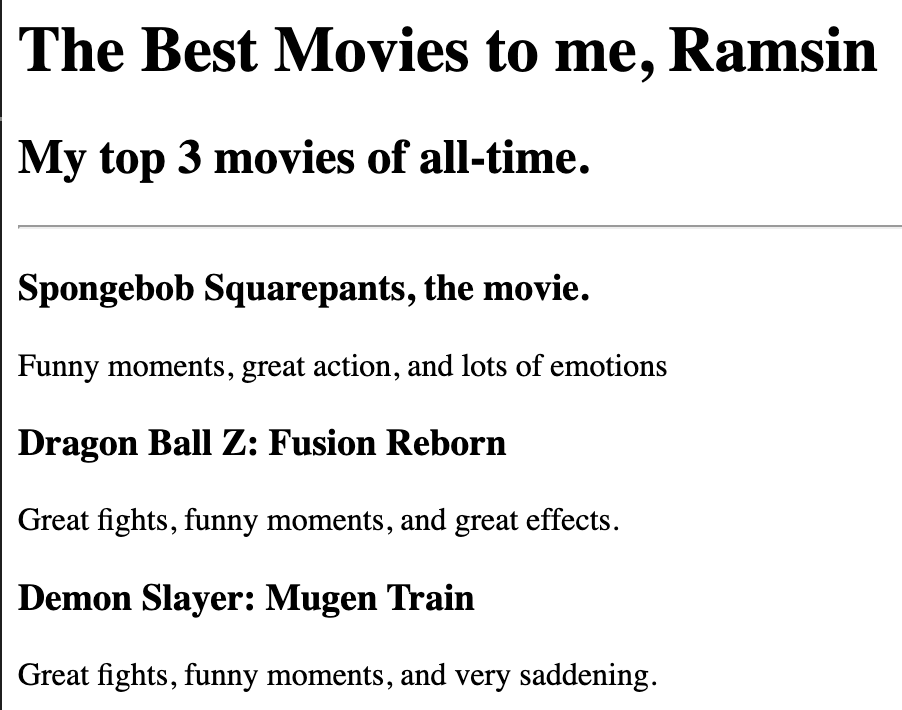 The Best Movies to me, Ramsin
My top 3 movies of all-time.
Spongebob Squarepants, the movie.
Funny moments, great action, and lots of emotions
Dragon Ball Z: Fusion Reborn
Great fights, funny moments, and great effects.
Demon Slayer: Mugen Train
Great fights, funny moments, and very saddening.